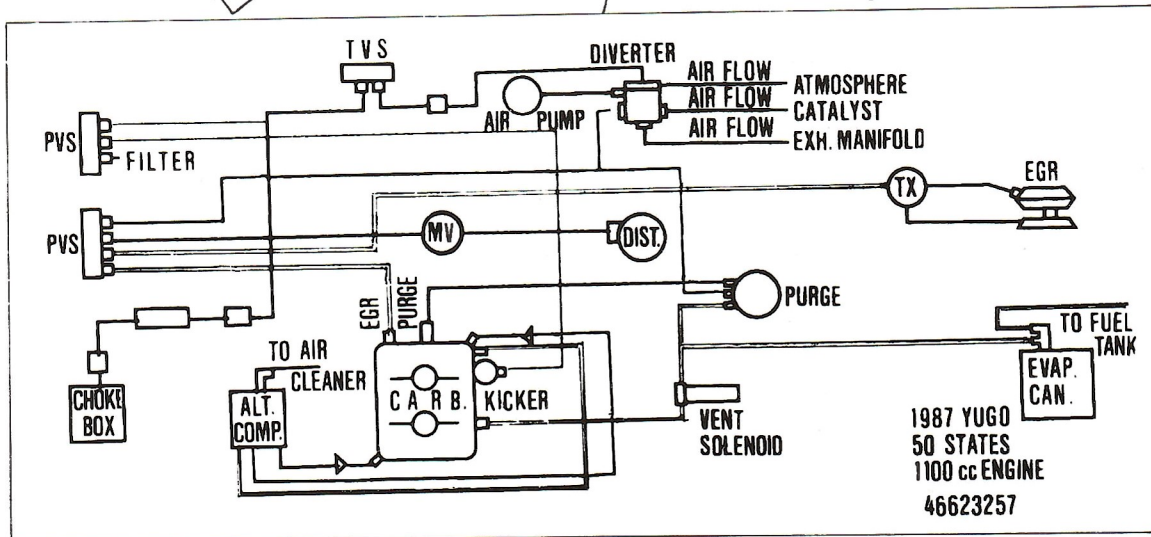 TVS
DIVERTER
AIR FLOW
ATMOSPHERE
AIR FLOW
CATALYST
AIR PUMP
AIR FLOW
EXH. MANIFOLD
PVS
FILTER
TX
EGR
PVS
MV
DIST.
EGR
PURGE
PURGE
TO FUEL
TANK
TO AIR
CLEANER
EVAP.
CAN.
CHOKE
BOX
ALT.
COMP.
CARB.
KICKER
VENT
SOLENOID
1987 YUGO
50 STATES
1100 cc ENGINE
46623257